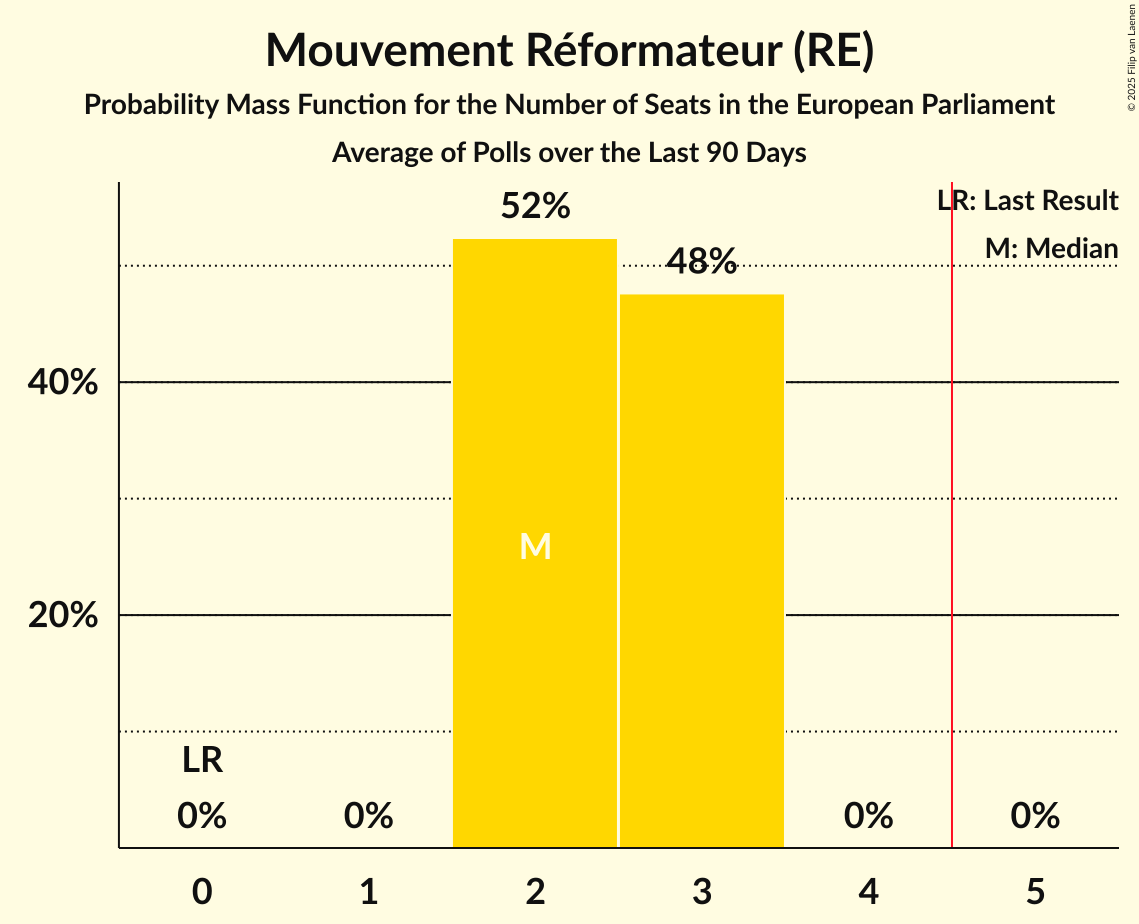 Mouvement Réformateur (RE)
Probability Mass Function for the Number of Seats in the European Parliament
Average of Polls over the Last 90 Days
© 2025 Filip van Laenen
LR: Last Result
M: Median
52%
48%
40%
20%
M
LR
0%
0%
0%
0%
0
1
2
3
4
5